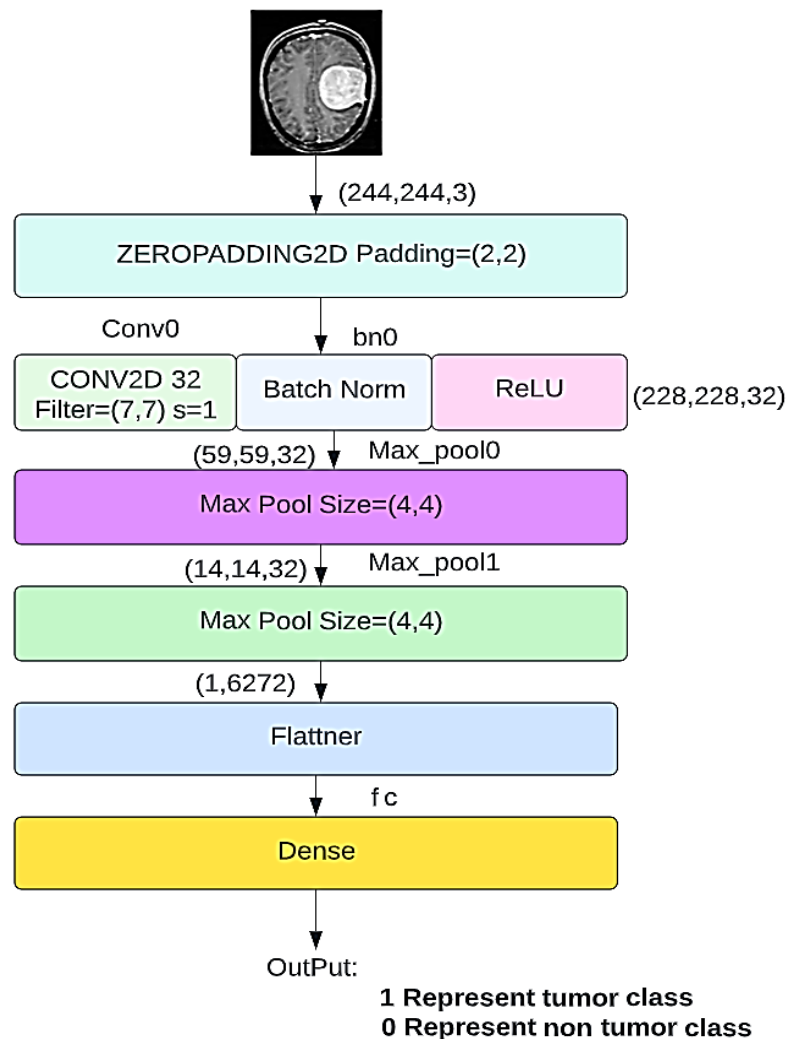 (244,244,3)
ZEROPADDING2D Padding=(2,2)
Conv0
bn0
CONV2D 32
Filter=(7,7) s=1
Batch Norm
ReLU
(228,228,32)
(59,59,32)
Max_pool0
Max Pool Size=(4,4)
(14,14,32)
Max_pool1
Max Pool Size=(4,4)
(1,6272)
Flattner
fc
Dense
OutPut:
1 Represent tumor class
0 Represent non tumor class